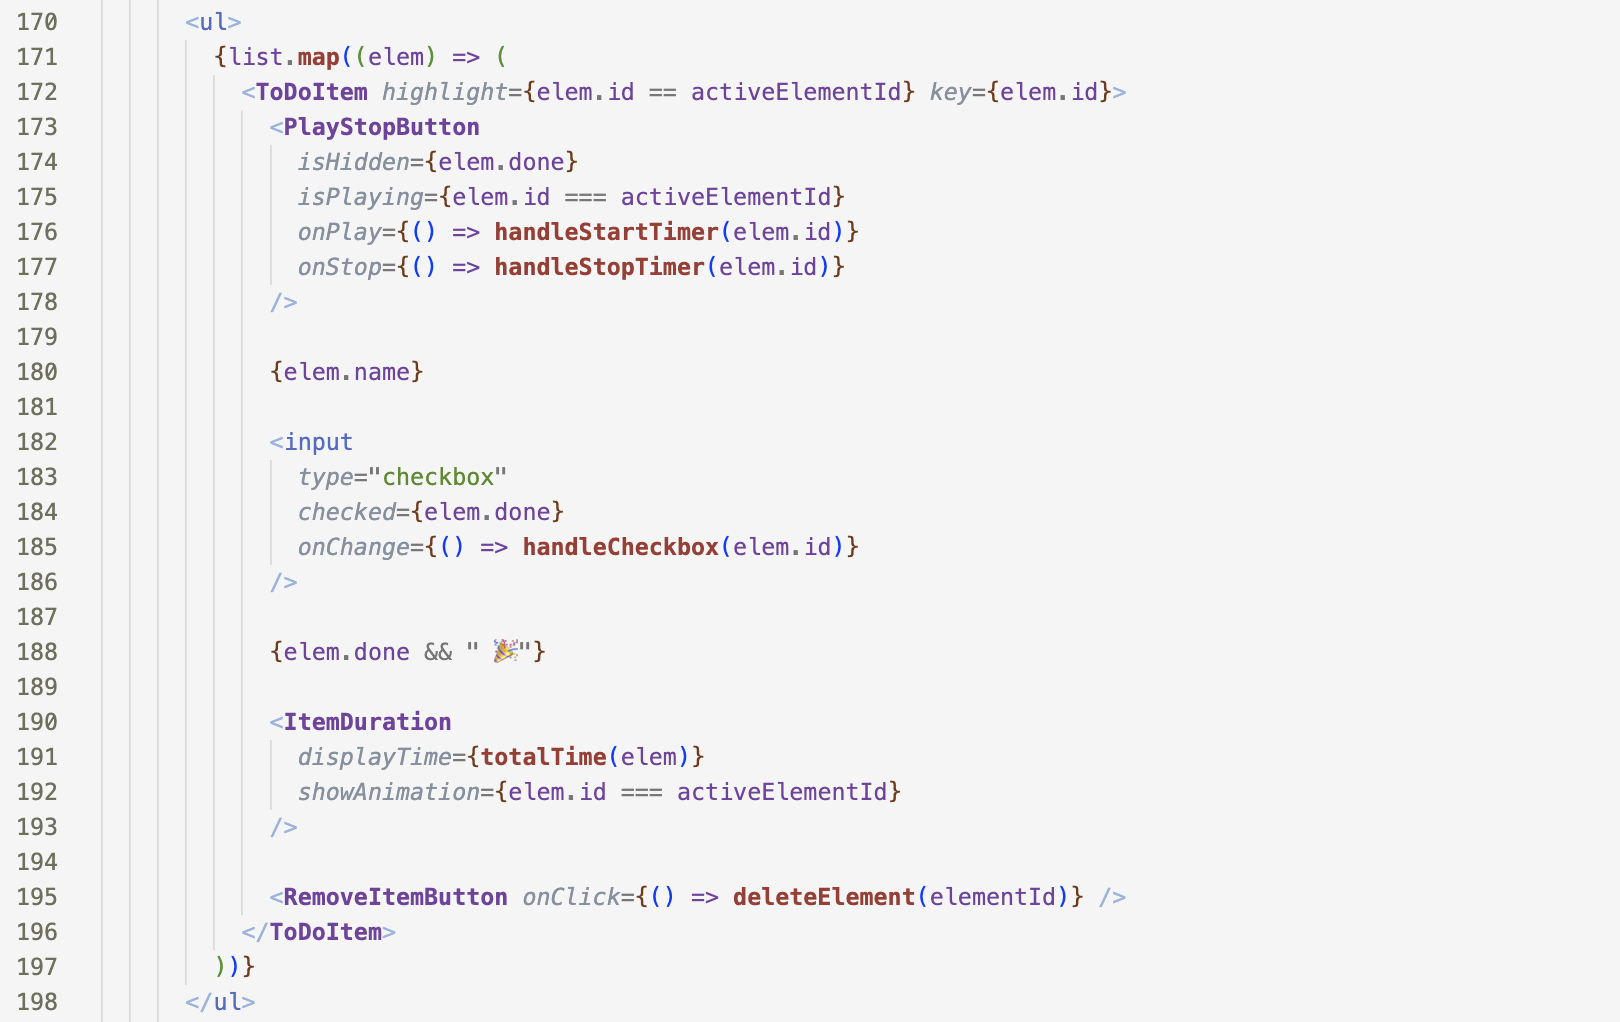 170 <ul>
171 {list.map((elem) => (
172 <ToDoItem highlight={elem.id == activeElementId} key={elem.id}>
173 <PlayStopButton
174 isHidden={elem.done}
175 isPlaying={elem.id === activeElementId}
176 onPlay={() => handleStartTimer(elem.id)}
177 onStop={() => handleStopTimer(elem.id)}
178 />
179
180 {elem.name}
181
182 <input
183 type="checkbox"
184 checked={elem.done}
185 onChange={() => handleCheckbox(elem.id)}
186 />
187
188 {elem.done && " 🎉"}
189
190 <ItemDuration
191 displayTime={totalTime(elem)}
192 showAnimation={elem.id === activeElementId}
193 />
194
195 <RemoveItemButton onClick={() => deleteElement(elementId)} />
196 </ToDoItem>
197 ))}
198 </ul>